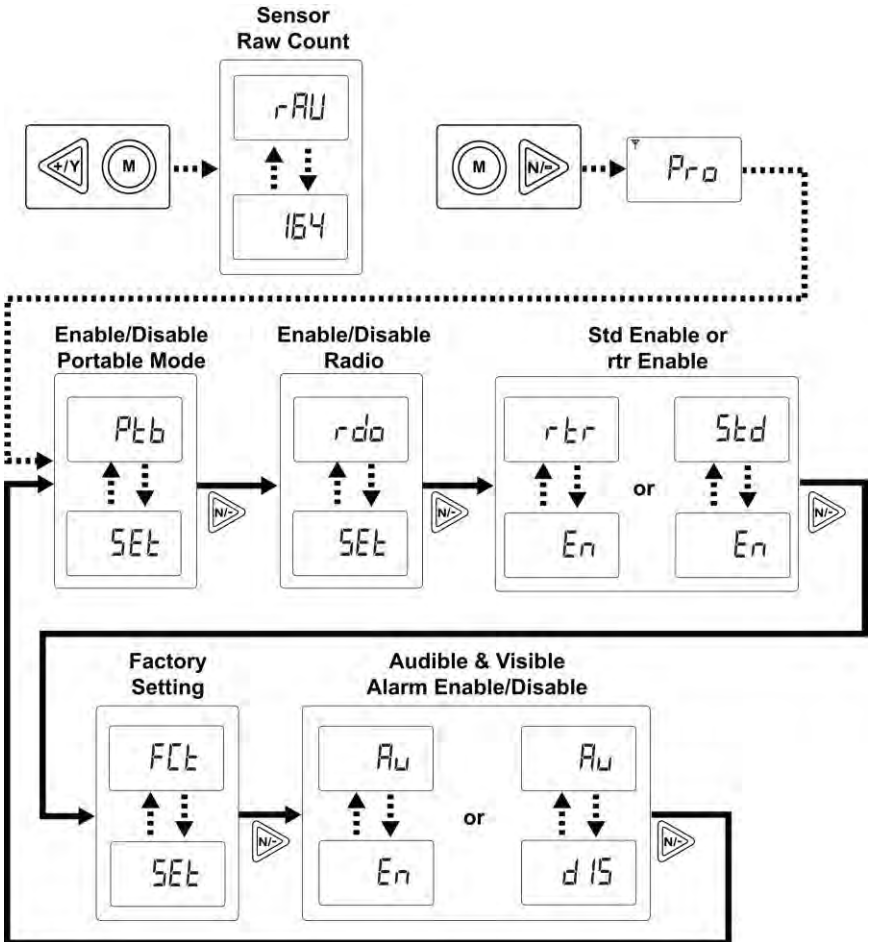 Sensor
Raw Count
rAU
+/Y M
M N/-
Pro
164
Enable/Disable
Portable Mode
Enable/Disable
Radio
Std Enable or
rtr Enable
Ptb
rdo
rtr
Std
or
N/-
N/-
N/-
SEt
SEt
En
En
Factory
Setting
Audible & Visible
Alarm Enable/Disable
FCt
Au
Au
or
N/-
N/-
SEt
En
dIS